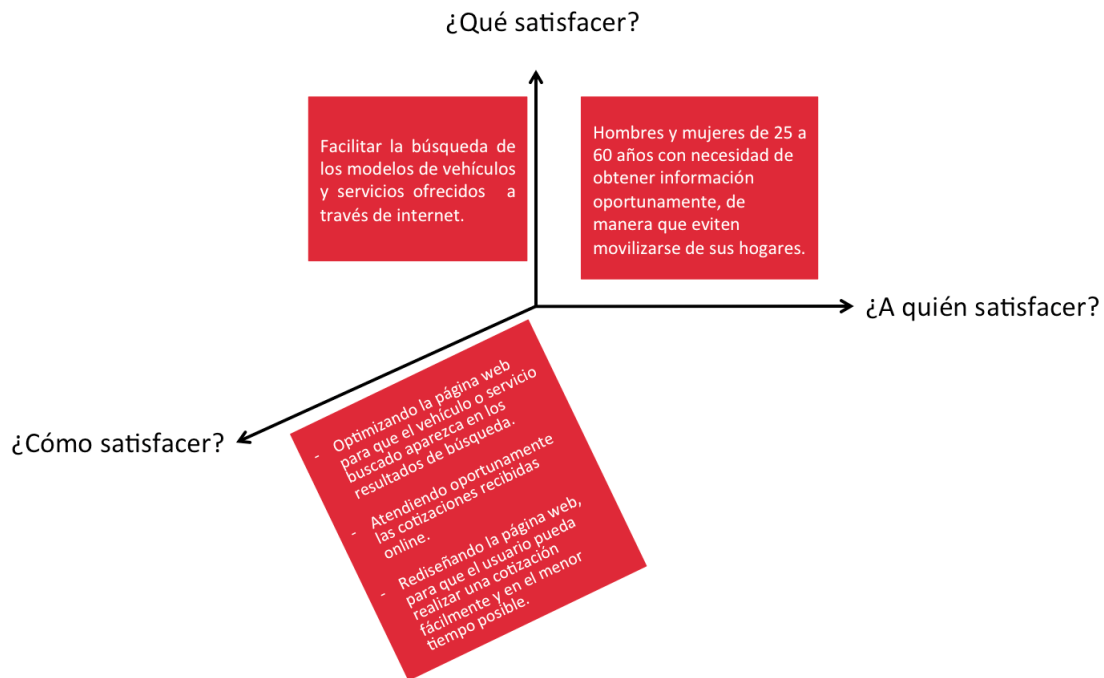 ¿Qué satisfacer?
Facilitar la búsqueda de
los modelos de vehículos
y servicios ofrecidos a
través de internet.
Hombres y mujeres de 25 a
60 años con necesidad de
obtener información
oportunamente, de
manera que eviten
movilizarse de sus hogares.
¿A quién satisfacer?
¿Cómo satisfacer?
- Optimizando la página web
para que el vehículo o servicio
buscado aparezca en los
resultados de búsqueda.
- Atendiendo oportunamente
las cotizaciones recibidas
online.
- Rediseñando la página web,
para que el usuario pueda
realizar una cotización
fácilmente y en el menor
tiempo posible.